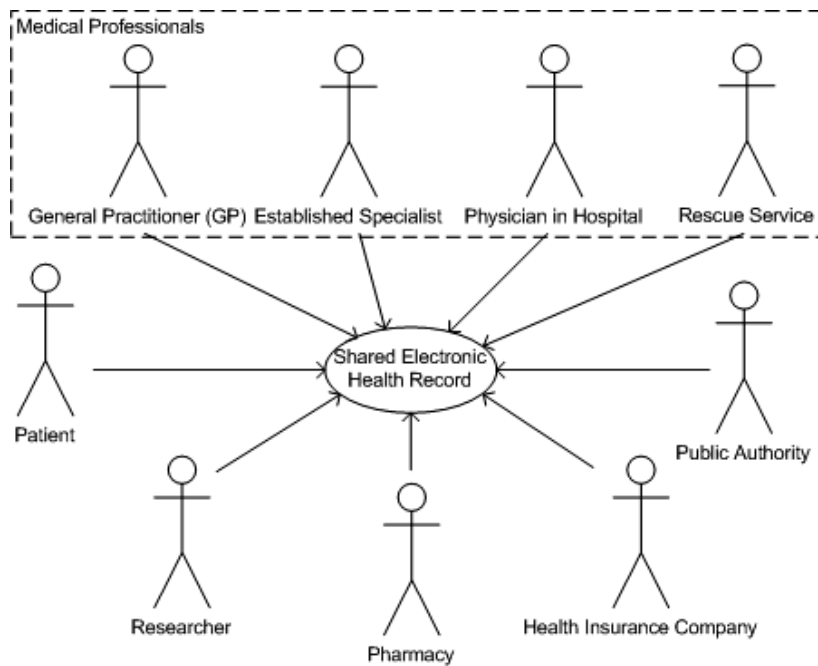 Medical Professionals
General Practitioner (GP)
Established Specialist
Physician in Hospital
Rescue Service
Shared Electronic
Health Record
Patient
Public Authority
Researcher
Pharmacy
Health Insurance Company